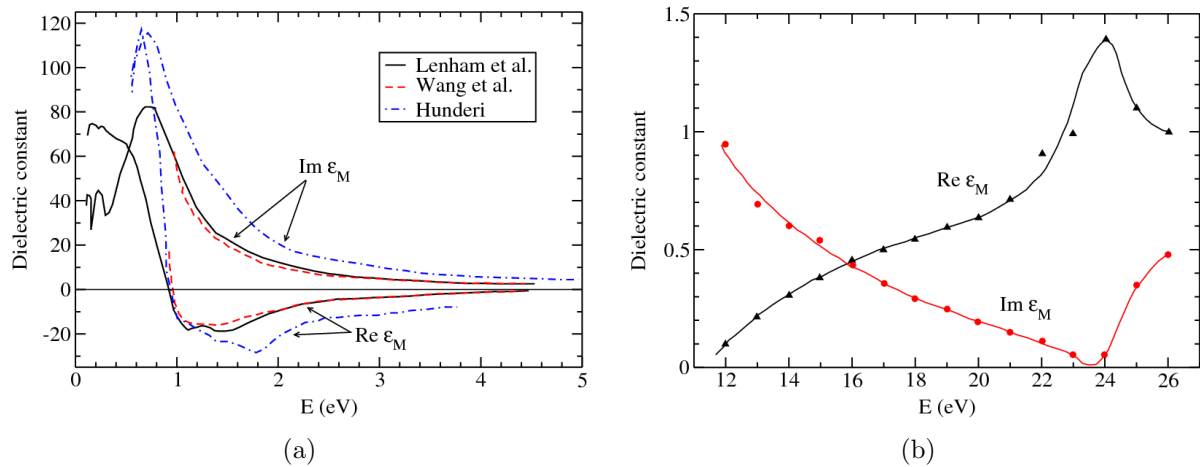 120
100
80
60
40
20
0
-20
Dielectric constant
Lenham et al.
Wang et al.
Hunderi
Im ε_M
Re ε_M
0 1 2 3 4 5
E (eV)
(a)
1.5
1
0.5
0
Dielectric constant
Re ε_M
Im ε_M
12 14 16 18 20 22 24 26
E (eV)
(b)